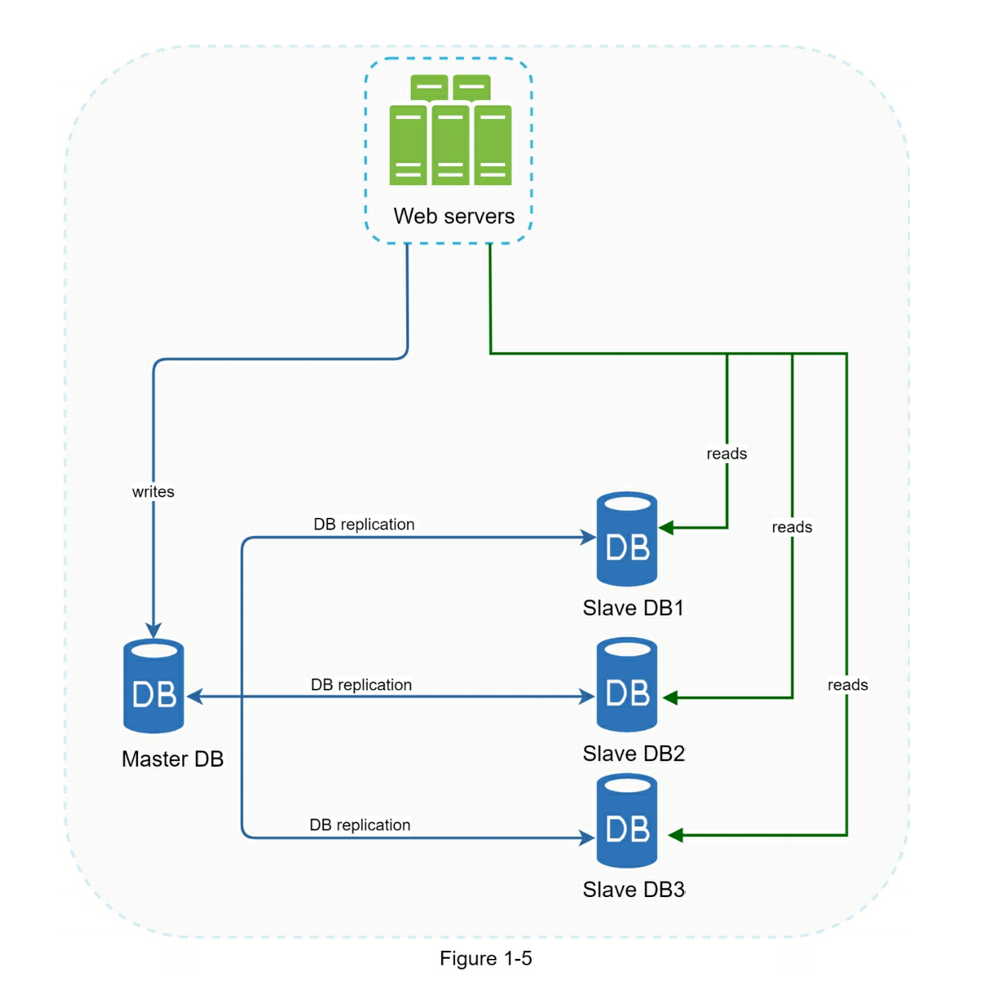 Web servers
writes
reads
reads
reads
DB replication
DB
Slave DB1
DB
Master DB
DB replication
DB
Slave DB2
DB replication
DB
Slave DB3
Figure 1-5